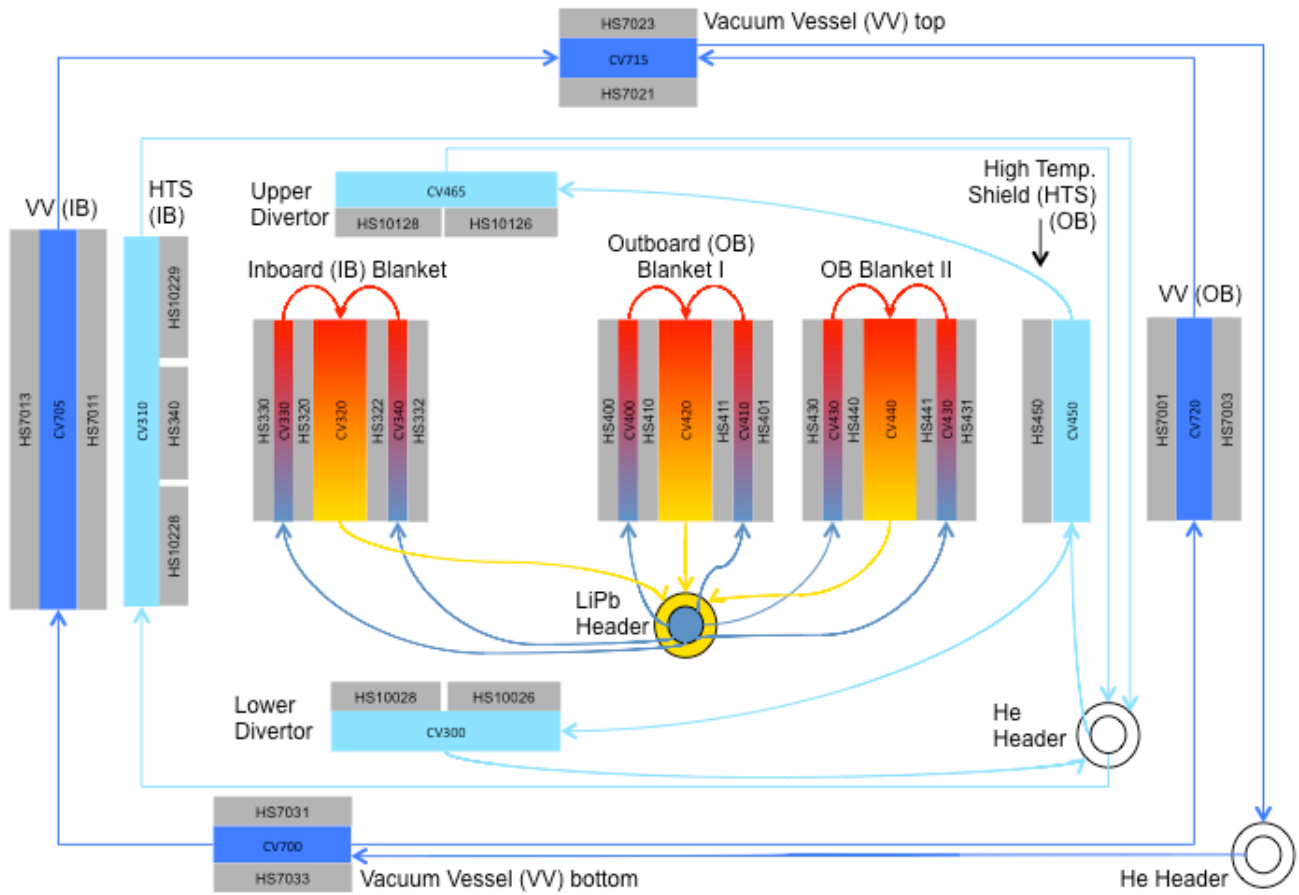 HS7023
Vacuum Vessel (VV) top
CV715
HS7021
HTS
(IB)
VV (IB)
Upper
Divertor
CV465
HS10128
HS10126
High Temp.
Shield (HTS)
(OB)
Inboard (IB) Blanket
Outboard (OB)
Blanket I
OB Blanket II
VV (OB)
HS7013
CV705
HS7011
CV310
HS10229
HS340
HS10228
HS330
CV330
HS320
CV320
HS322
CV340
HS332
HS400
CV400
HS410
CV420
HS411
CV410
HS401
HS430
CV430
HS440
CV440
HS441
CV430
HS431
HS450
CV450
HS7001
CV720
HS7003
LiPb
Header
Lower
Divertor
HS10028
HS10026
CV300
He
Header
HS7031
CV700
HS7033
Vacuum Vessel (VV) bottom
He Header